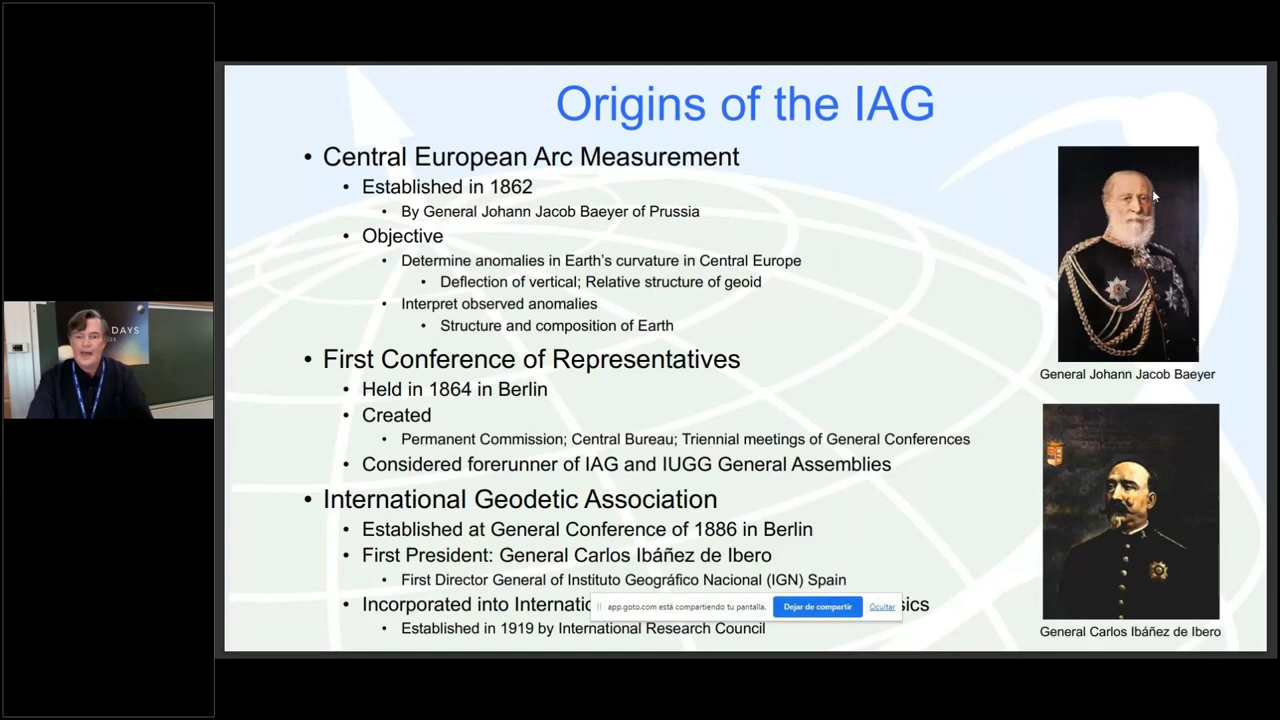 Origins of the IAG
• Central European Arc Measurement
• Established in 1862
• By General Johann Jacob Baeyer of Prussia
• Objective
• Determine anomalies in Earth's curvature in Central Europe
• Deflection of vertical; Relative structure of geoid
• Interpret observed anomalies
• Structure and composition of Earth
• First Conference of Representatives
• Held in 1864 in Berlin
• Created
• Permanent Commission; Central Bureau; Triennial meetings of General Conferences
• Considered forerunner of IAG and IUGG General Assemblies
• International Geodetic Association
• Established at General Conference of 1886 in Berlin
• First President: General Carlos Ibáñez de Ibero
• First Director General of Instituto Geográfico Nacional (IGN) Spain
• Incorporated into
• Established in 1919 by International Research Council
General Johann Jacob Baeyer
General Carlos Ibáñez de Ibero
app.goto.com está compartiendo tu pantalla.
Dejar de compartir
Ocultar
DAYS